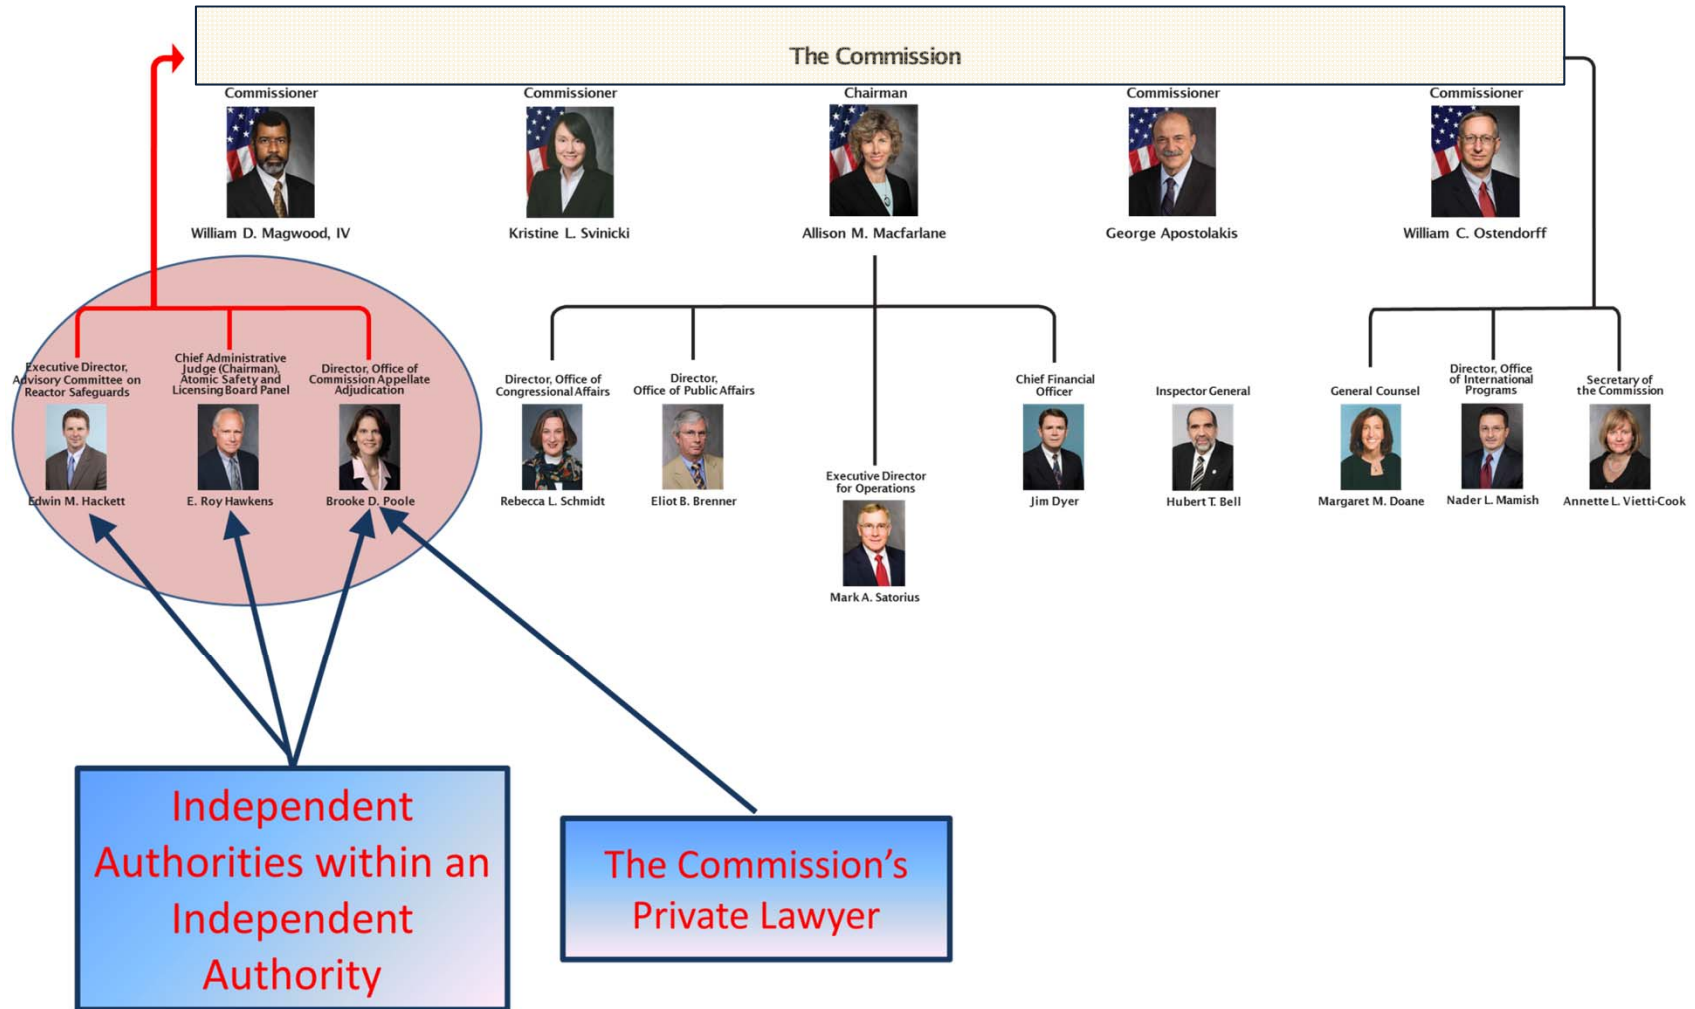 The Commission
Commissioner
Commissioner
Chairman
Commissioner
Commissioner
William D. Magwood, IV
Kristine L. Svinicki
Allison M. Macfarlane
George Apostolakis
William C. Ostendorff
Executive Director,
Advisory Committee on
Reactor Safeguards
Chief Administrative
Judge (Chairman),
Atomic Safety and
Licensing Board Panel
Director, Office of
Commission Appellate
Adjudication
Director, Office of
Congressional Affairs
Director,
Office of Public Affairs
Chief Financial
Officer
Inspector General
General Counsel
Director, Office
of International
Programs
Secretary of
the Commission
Edwin M. Hackett
E. Roy Hawkens
Brooke D. Poole
Rebecca L. Schmidt
Eliot B. Brenner
Executive Director
for Operations
Jim Dyer
Hubert T. Bell
Margaret M. Doane
Nader L. Mamish
Annette L. Vietti-Cook
Mark A. Satorius
Independent
Authorities within an
Independent
Authority
The Commission’s
Private Lawyer